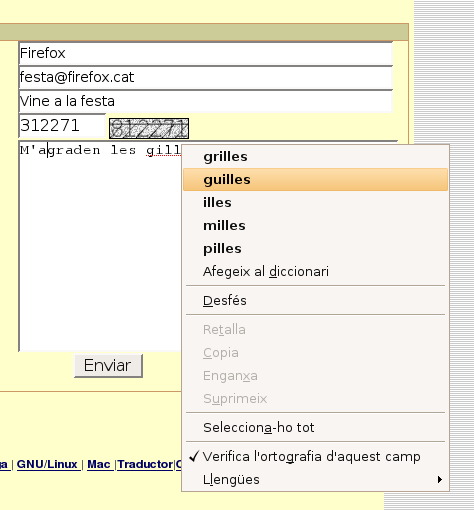 Firefox
festa@firefox.cat
Vine a la festa
312271
M'agraden les gill
grilles
guilles
illes
milles
pilles
Afegeix al diccionari
Desfés
Retalla
Copia
Enganxa
Suprimeix
Selecciona-ho tot
Verifica l'ortografia d'aquest camp
Llengües
Enviar
| GNU/Linux | Mac |Traductor|